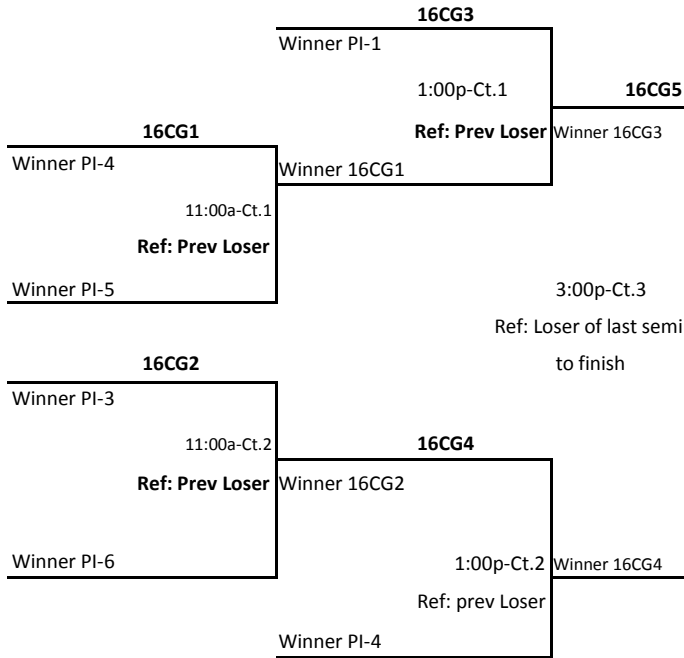 16CG3
Winner PI-1
1:00p-Ct.1
16CG5
16CG1
Ref: Prev Loser
Winner 16CG3
Winner PI-4
Winner 16CG1
11:00a-Ct.1
Ref: Prev Loser
Winner PI-5
3:00p-Ct.3
Ref: Loser of last semi
16CG2
to finish
Winner PI-3
11:00a-Ct.2
16CG4
Ref: Prev Loser
Winner 16CG2
Winner PI-6
1:00p-Ct.2
Winner 16CG4
Ref: prev Loser
Winner PI-4